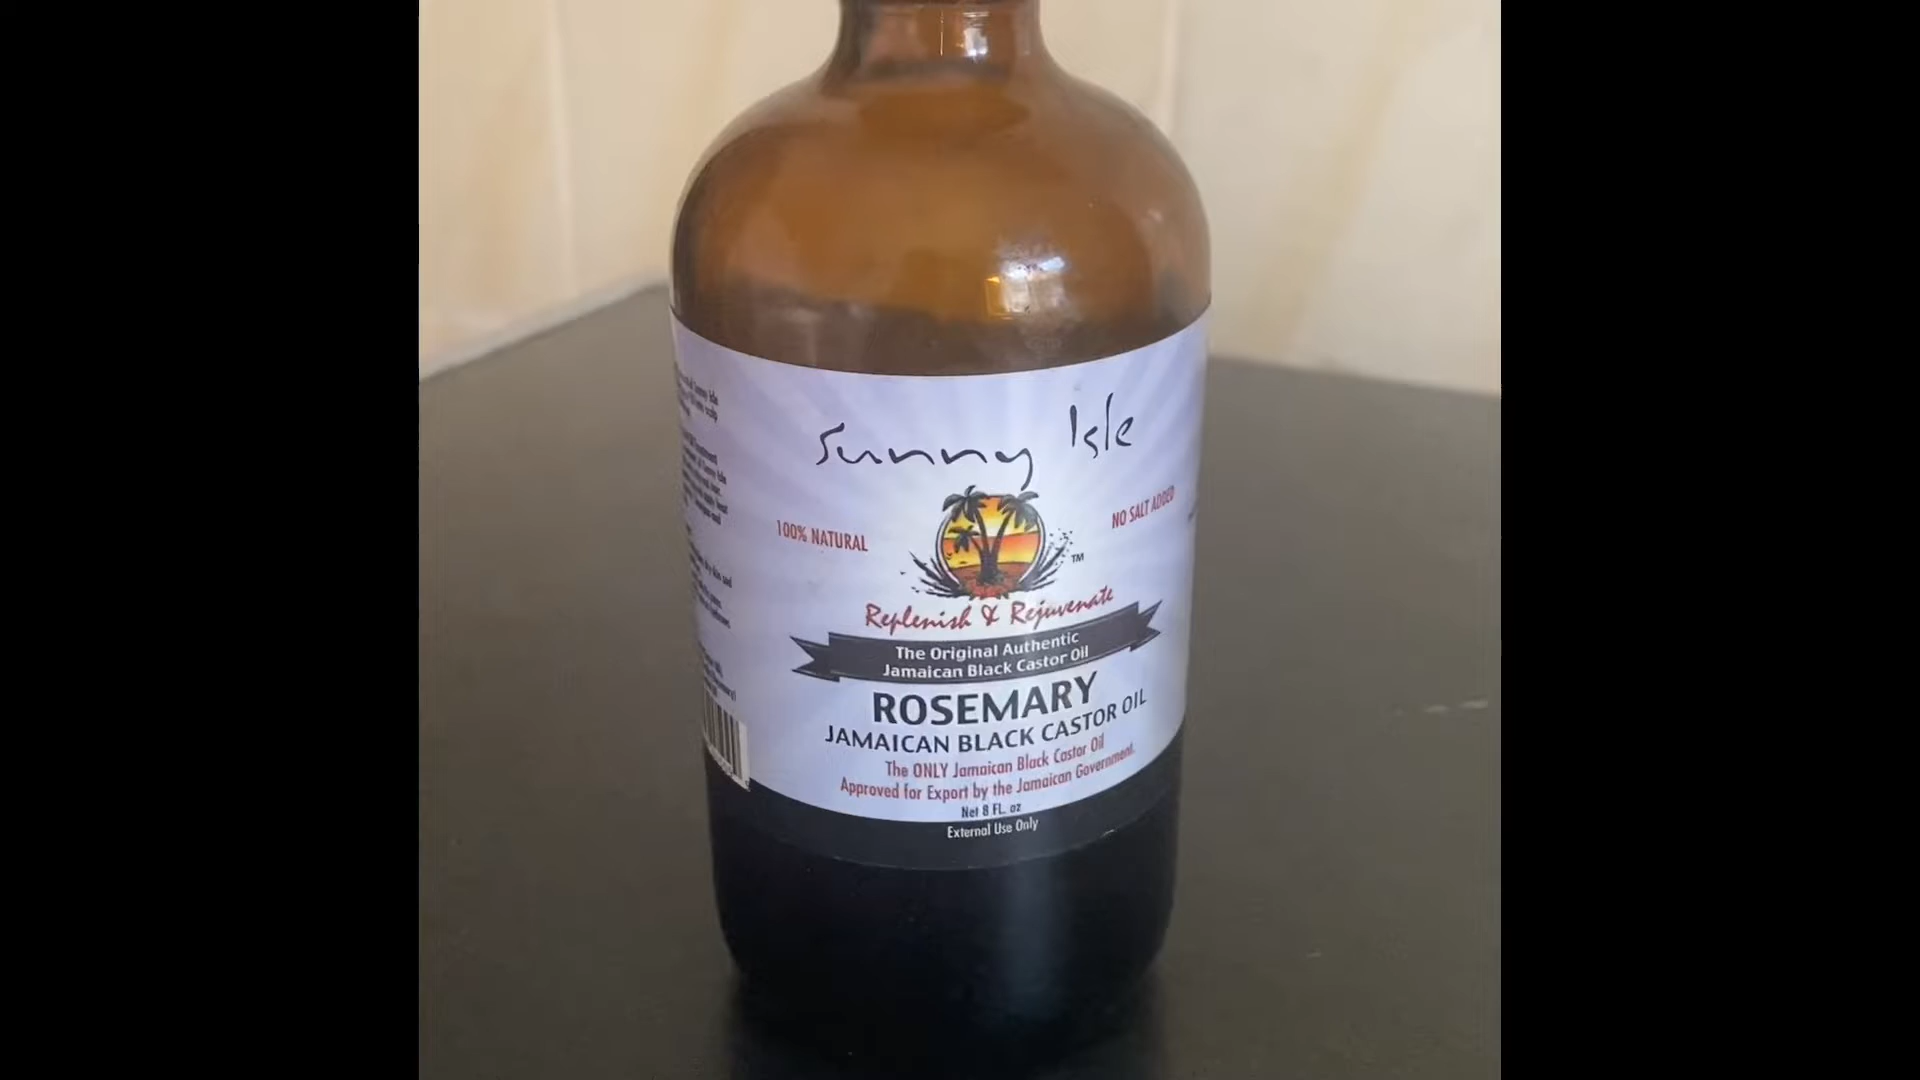 Sunny Isle
100% NATURAL
NO SALT ADDED
TM
Replenish & Rejuvenate
The Original Authentic
Jamaican Black Castor Oil
ROSEMARY
JAMAICAN BLACK CASTOR OIL
The ONLY Jamaican Black Castor Oil
Approved for Export by the Jamaican Government.
Net 8 FL. oz
External Use Only